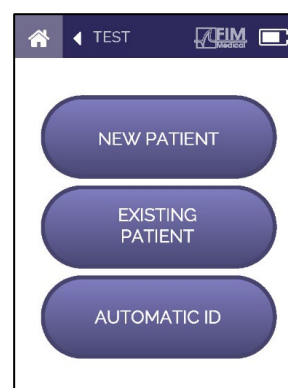 TEST
FIM
Medical
NEW PATIENT
EXISTING
PATIENT
AUTOMATIC ID